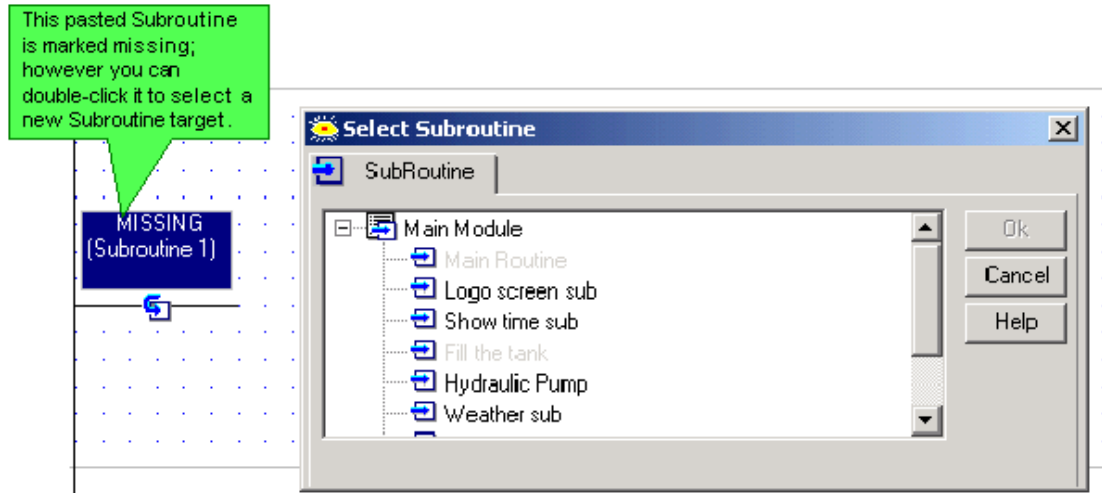 This pasted Subroutine
is marked missing;
however you can
double-click it to select a
new Subroutine target.
MISSING
(Subroutine 1)
Select Subroutine
SubRoutine
Main Module
Main Routine
Logo screen sub
Show time sub
Fill the tank
Hydraulic Pump
Weather sub
Ok
Cancel
Help